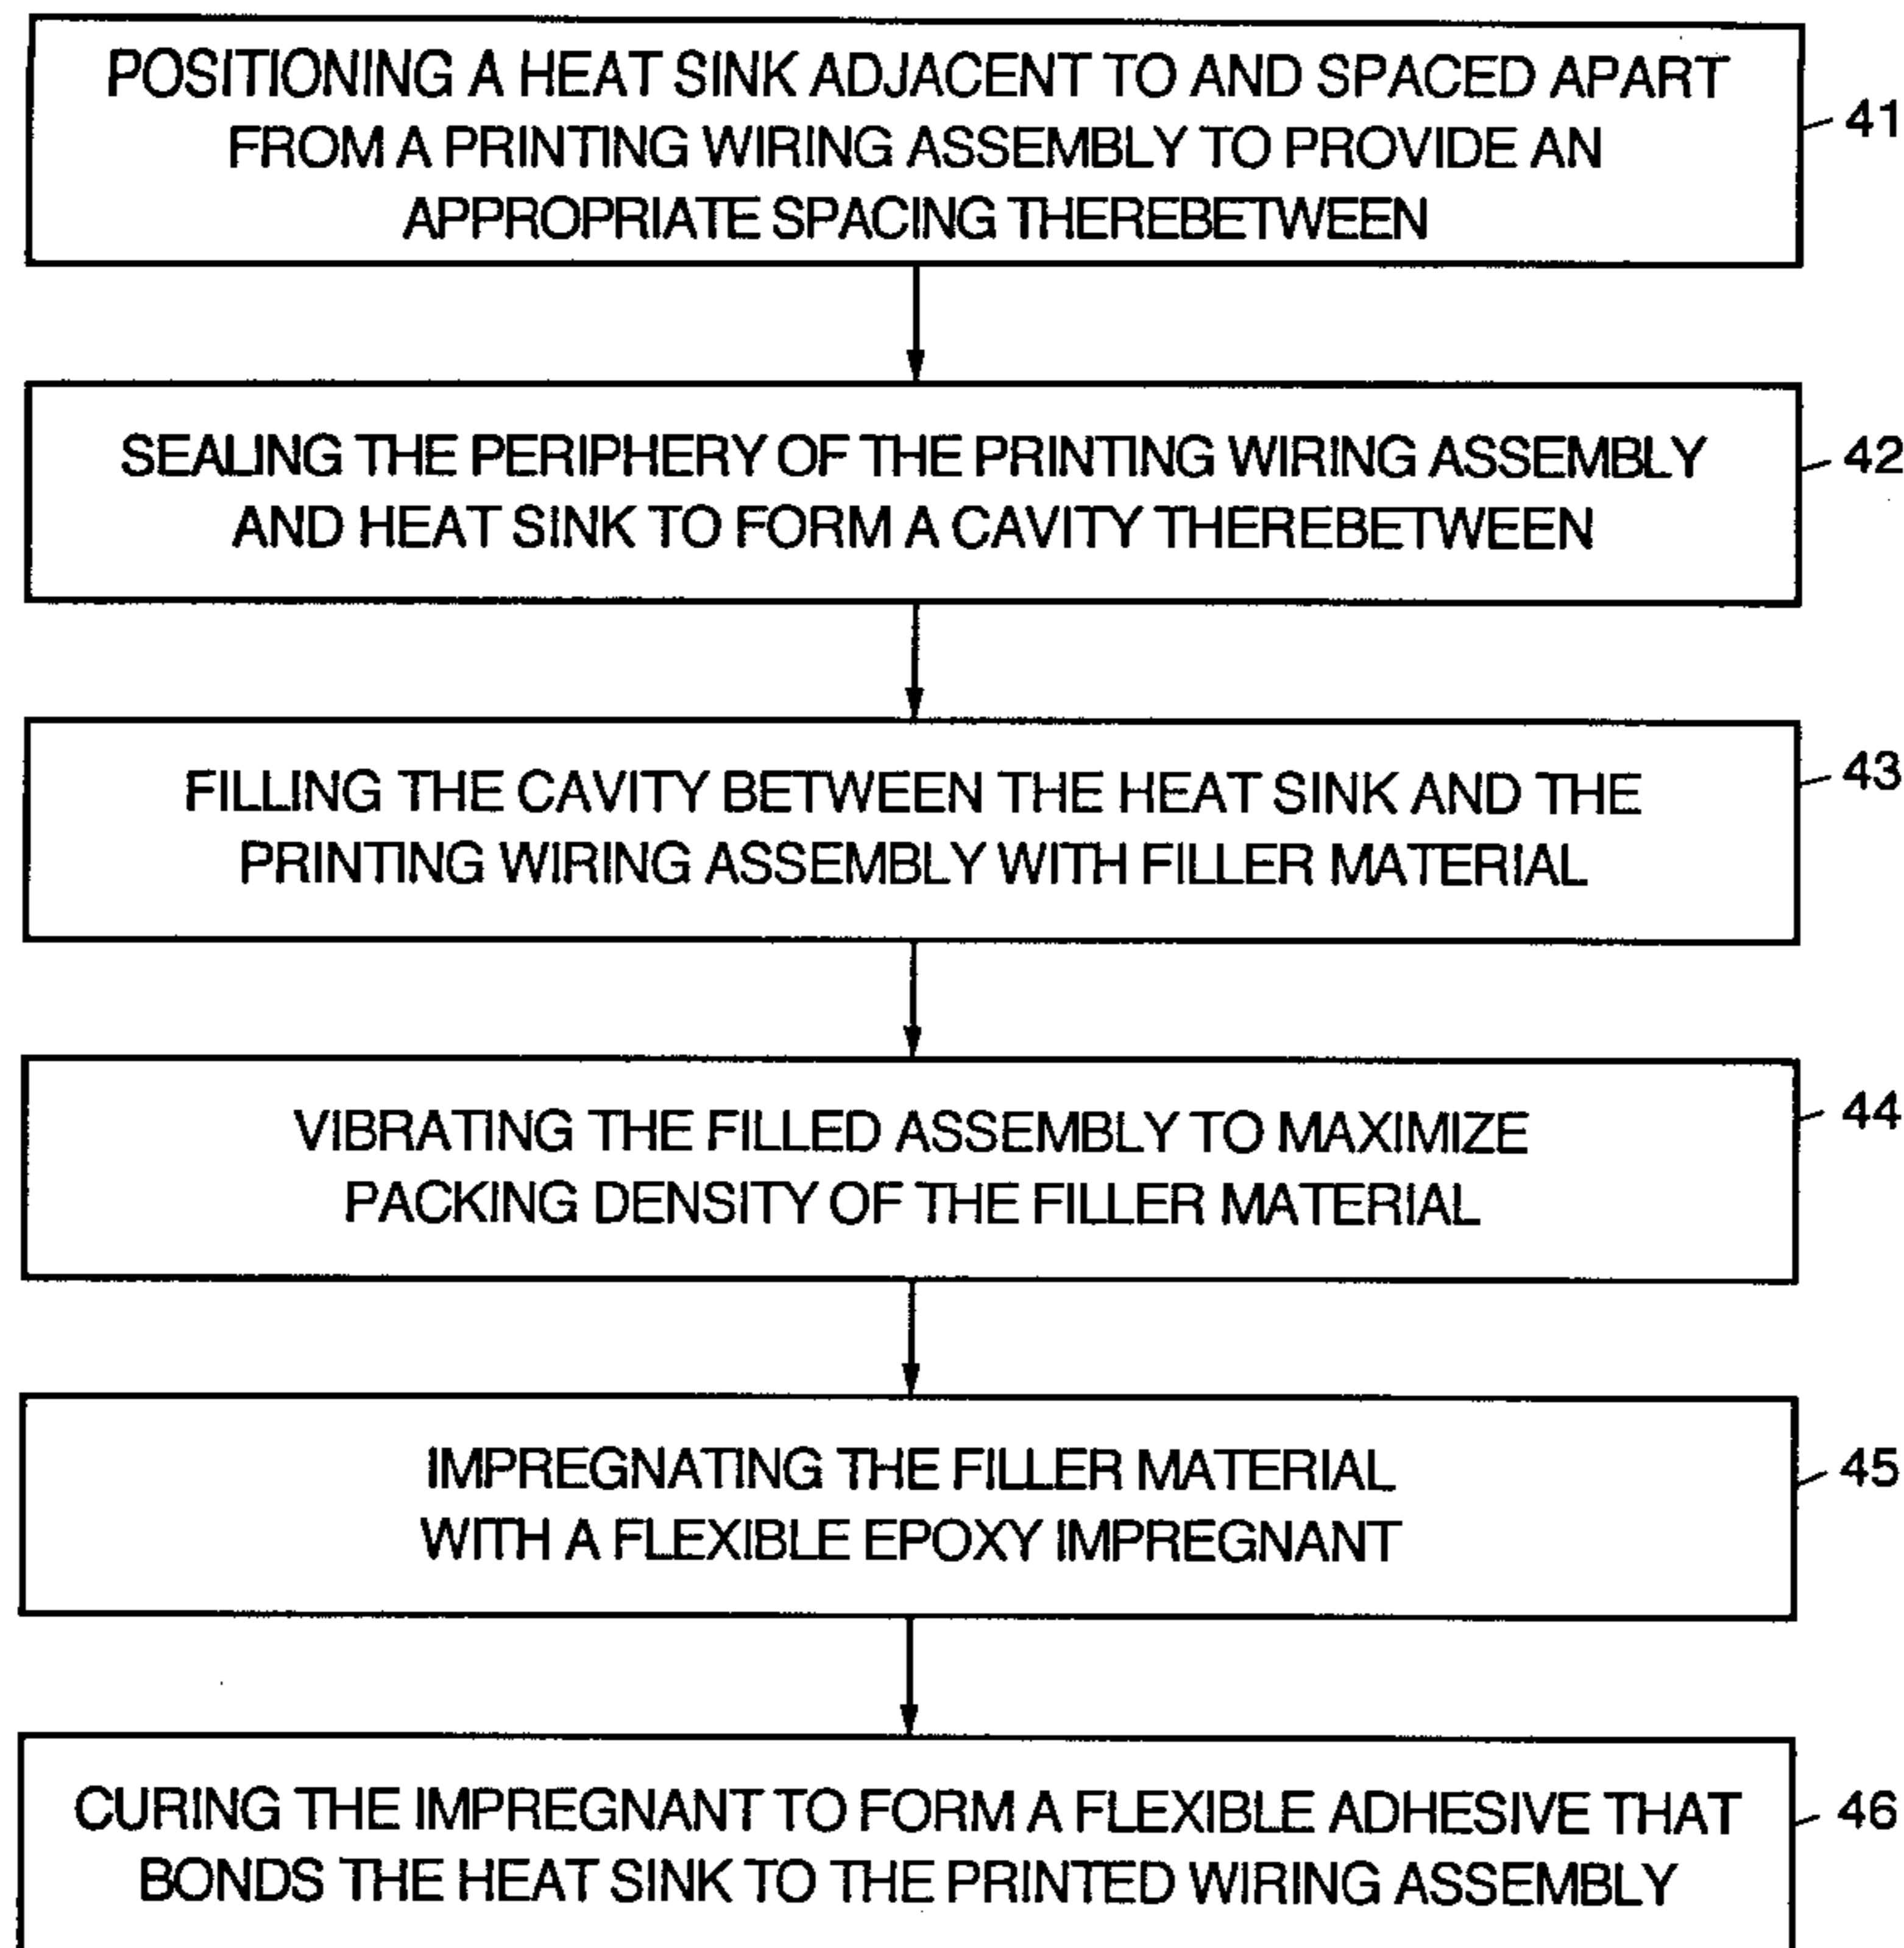 POSITIONING A HEAT SINK ADJACENT TO AND SPACED APART
FROM A PRINTING WIRING ASSEMBLY TO PROVIDE AN
APPROPRIATE SPACING THEREBETWEEN
41
SEALING THE PERIPHERY OF THE PRINTING WIRING ASSEMBLY
AND HEAT SINK TO FORM A CAVITY THEREBETWEEN
42
FILLING THE CAVITY BETWEEN THE HEAT SINK AND THE
PRINTING WIRING ASSEMBLY WITH FILLER MATERIAL
43
VIBRATING THE FILLED ASSEMBLY TO MAXIMIZE
PACKING DENSITY OF THE FILLER MATERIAL
44
IMPREGNATING THE FILLER MATERIAL
WITH A FLEXIBLE EPOXY IMPREGNANT
45
CURING THE IMPREGNANT TO FORM A FLEXIBLE ADHESIVE THAT
BONDS THE HEAT SINK TO THE PRINTED WIRING ASSEMBLY
46